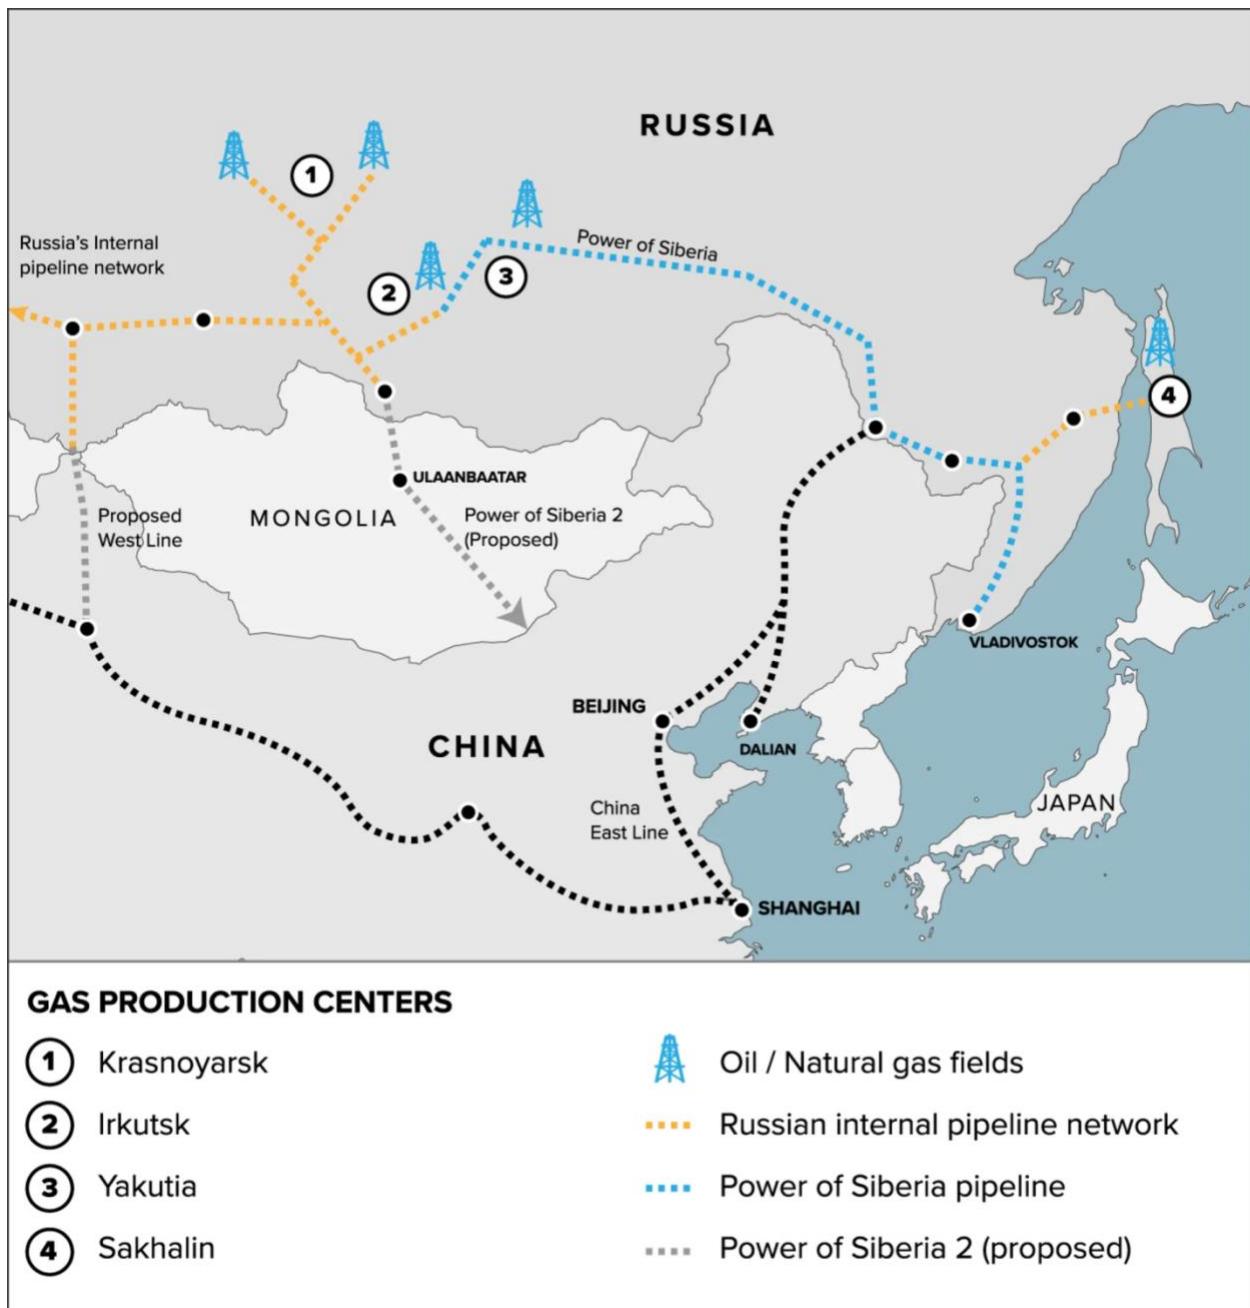 RUSSIA
1
Russia's Internal
pipeline network
Power of Siberia
2
3
4
ULAANBAATAR
Proposed
West Line
MONGOLIA
Power of Siberia 2
(Proposed)
VLADIVOSTOK
BEIJING
CHINA
DALIAN
China
East Line
JAPAN
SHANGHAI
GAS PRODUCTION CENTERS
1 Krasnoyarsk
2 Irkutsk
3 Yakutia
4 Sakhalin
Oil / Natural gas fields
Russian internal pipeline network
Power of Siberia pipeline
Power of Siberia 2 (proposed)